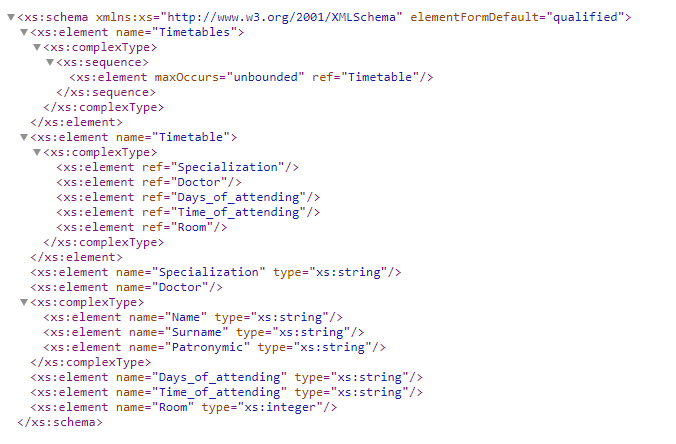 ▼<xs:schema xmlns:xs="http://www.w3.org/2001/XMLSchema" elementFormDefault="qualified">
▼<xs:element name="Timetables">
▼<xs:complexType>
▼<xs:sequence>
<xs:element maxOccurs="unbounded" ref="Timetable"/>
</xs:sequence>
</xs:complexType>
</xs:element>
▼<xs:element name="Timetable">
▼<xs:complexType>
<xs:element ref="Specialization"/>
<xs:element ref="Doctor"/>
<xs:element ref="Days_of_attending"/>
<xs:element ref="Time_of_attending"/>
<xs:element ref="Room"/>
</xs:complexType>
</xs:element>
<xs:element name="Specialization" type="xs:string"/>
<xs:element name="Doctor"/>
▼<xs:complexType>
<xs:element name="Name" type="xs:string"/>
<xs:element name="Surname" type="xs:string"/>
<xs:element name="Patronymic" type="xs:string"/>
</xs:complexType>
<xs:element name="Days_of_attending" type="xs:string"/>
<xs:element name="Time_of_attending" type="xs:string"/>
<xs:element name="Room" type="xs:integer"/>
</xs:schema>